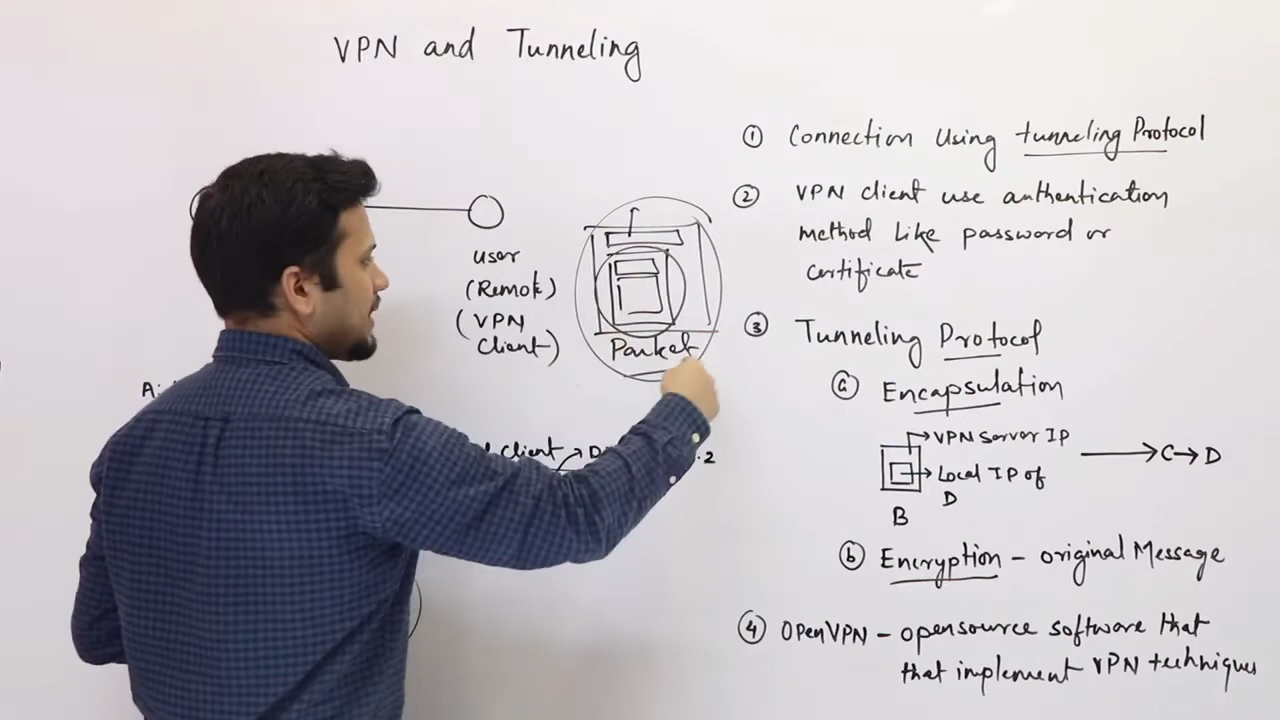 VPN and Tunneling
user
(Remote)
(VPN
Client)
Packet
A:
Client → D
.2
① Connection Using tunneling Protocol
② VPN client use authentication
method like password or
certificate
③ Tunneling Protocol
ⓐ Encapsulation
→ VPN Server IP
→ C → D
→ Local IP of
D
B
ⓑ Encryption - original Message
④ OpenVPN - opensource software that
that implement VPN techniques